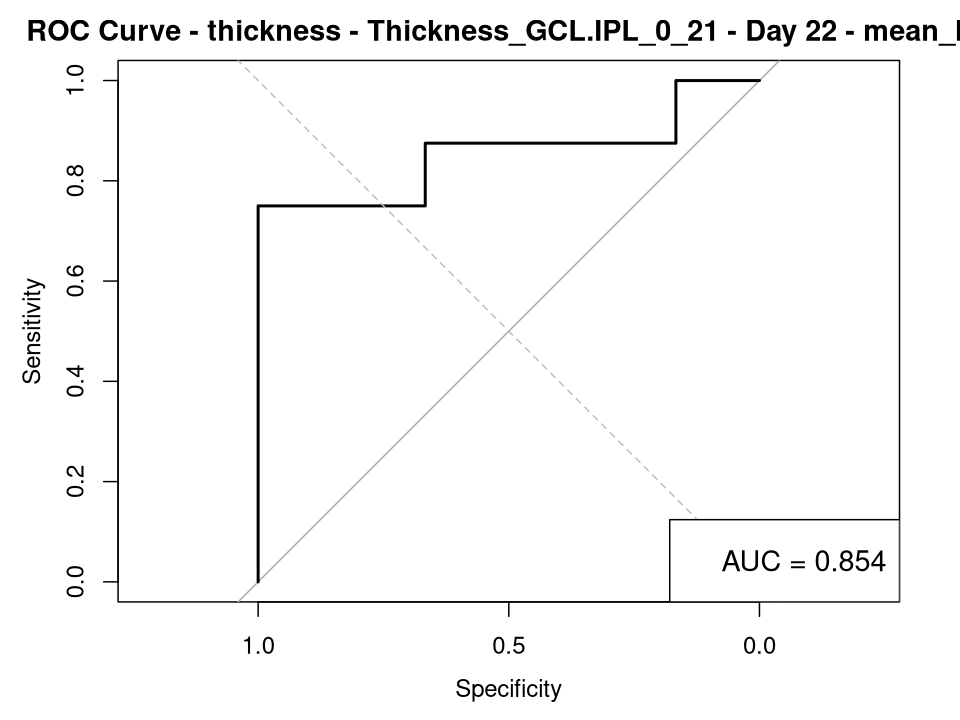 ROC Curve - thickness - Thickness_GCL.IPL_0_21 - Day 22 - mean_
1.0
0.8
0.6
0.4
0.2
0.0
Sensitivity
AUC = 0.854
1.0 0.5 0.0
Specificity